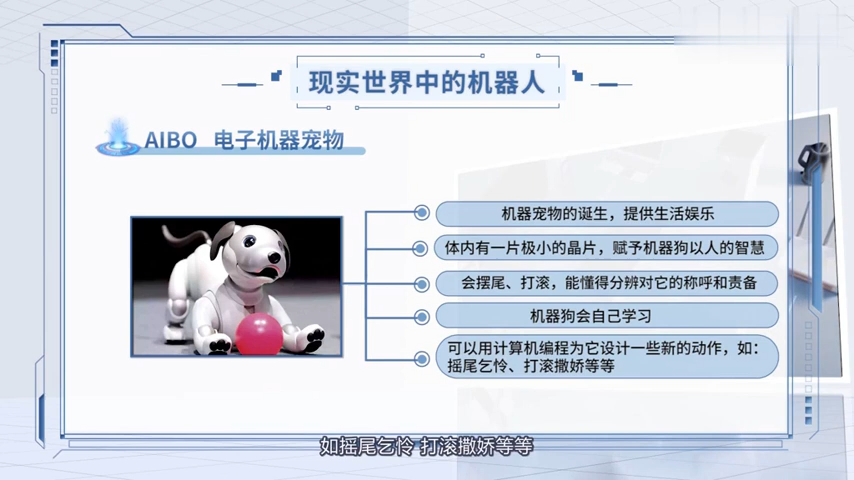 现实世界中的机器人
AIBO 电子机器宠物
机器宠物的诞生，提供生活娱乐
体内有一片极小的晶片，赋予机器狗以人的智慧
会摆尾、打滚，能懂得分辨对它的称呼和责备
机器狗会自己学习
可以用计算机编程为它设计一些新的动作，如：
摇尾乞怜、打滚撒娇等等
如摇尾乞怜 打滚撒娇等等